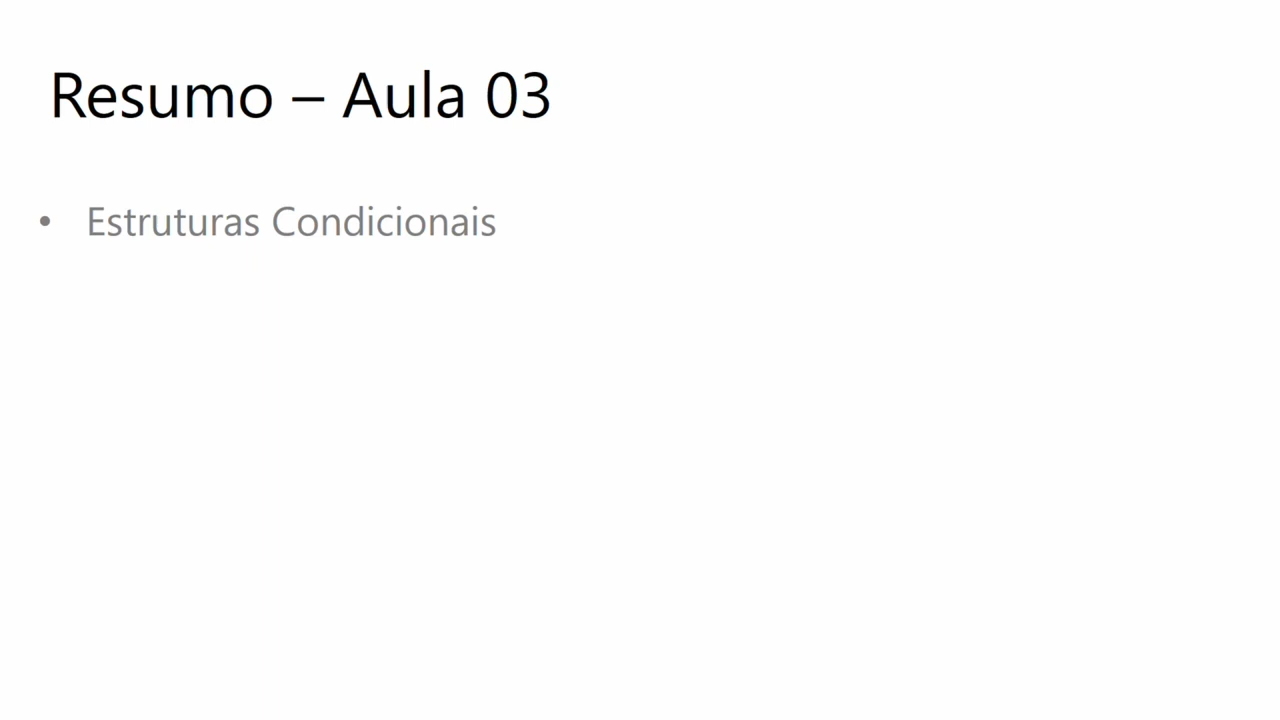 Resumo – Aula 03
• Estruturas Condicionais